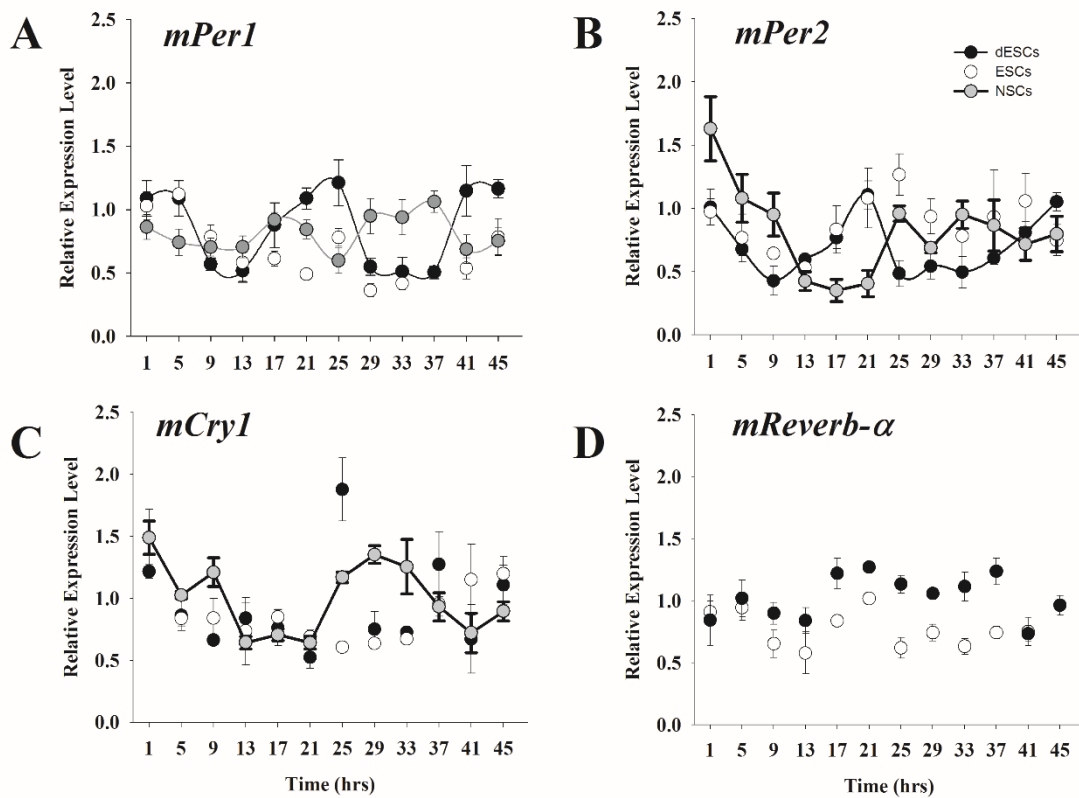 A
mPer1
2.5
2.0
1.5
1.0
0.5
0.0
Relative Expression Level
1 5 9 13 17 21 25 29 33 37 41 45
B
mPer2
dESCs
ESCs
NSCs
2.5
2.0
1.5
1.0
0.5
0.0
Relative Expression Level
1 5 9 13 17 21 25 29 33 37 41 45
C
mCry1
2.5
2.0
1.5
1.0
0.5
0.0
Relative Expression Level
1 5 9 13 17 21 25 29 33 37 41 45
Time (hrs)
D
mReverb-α
2.5
2.0
1.5
1.0
0.5
0.0
Relative Expression Level
1 5 9 13 17 21 25 29 33 37 41 45
Time (hrs)